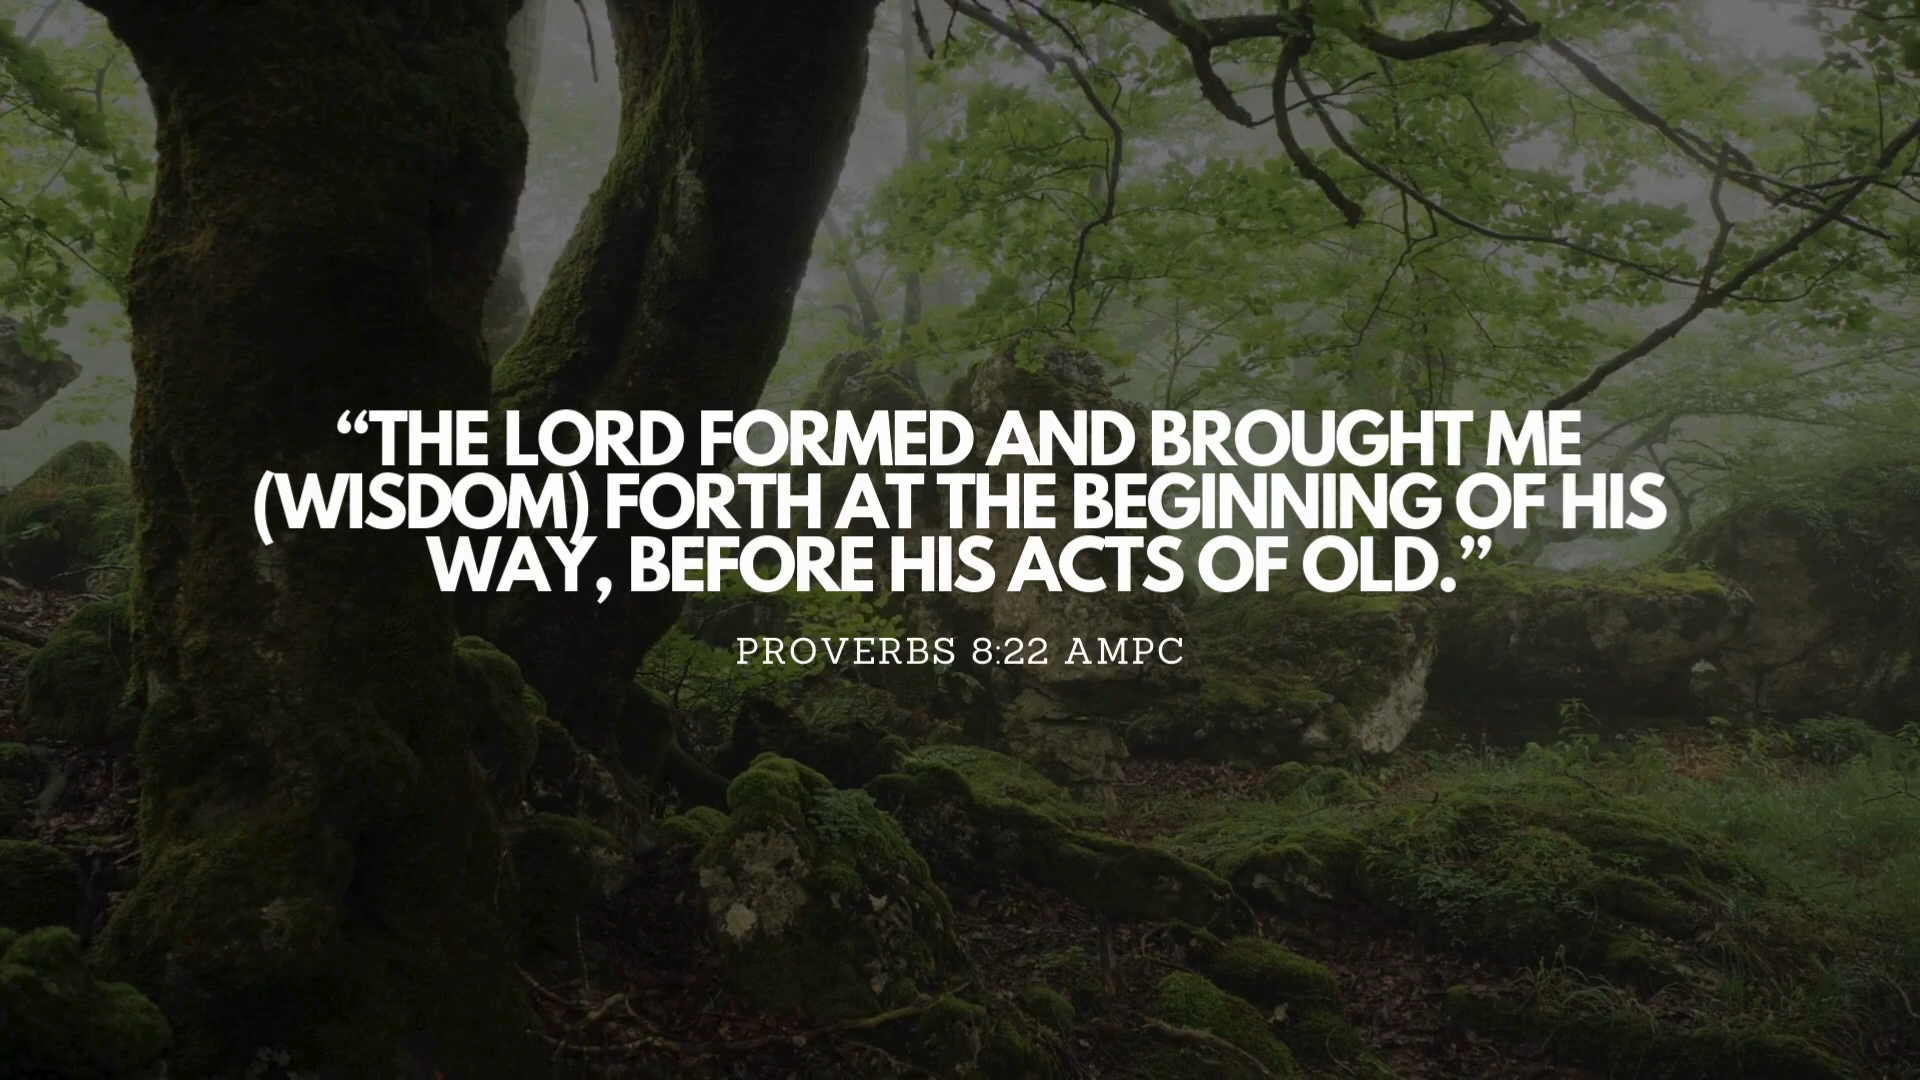 “THE LORD FORMED AND BROUGHT ME
(WISDOM) FORTH AT THE BEGINNING OF HIS
WAY, BEFORE HIS ACTS OF OLD.”
PROVERBS 8:22 AMPC